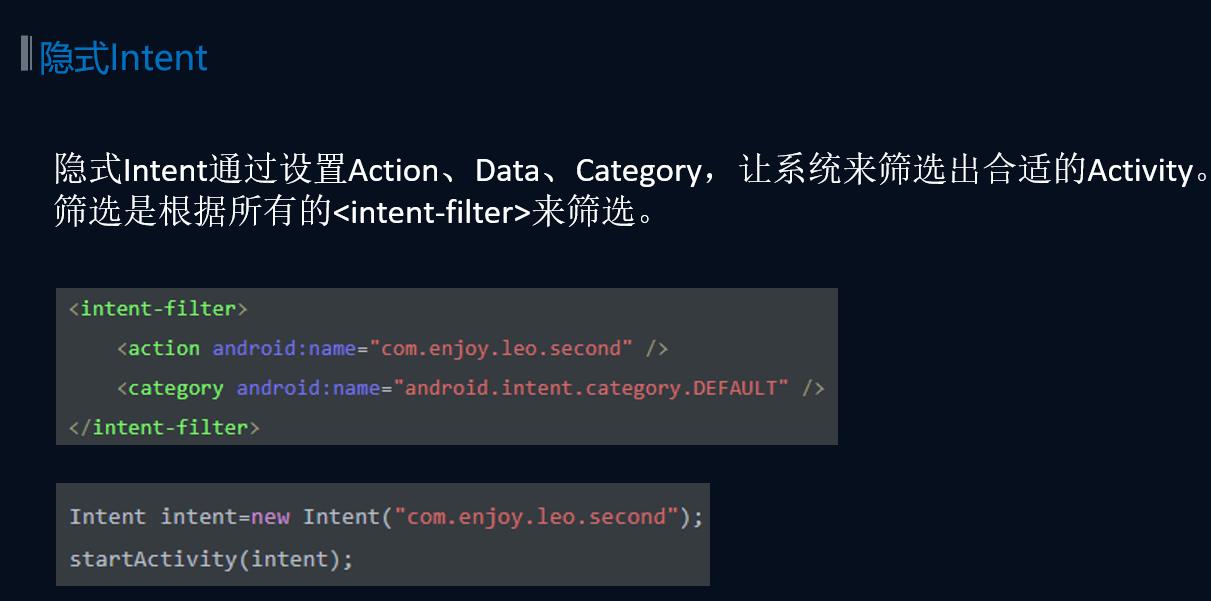 隐式Intent
隐式Intent通过设置Action、Data、Category，让系统来筛选出合适的Activity。
筛选是根据所有的<intent-filter>来筛选。
<intent-filter>
    <action android:name="com.enjoy.leo.second" />
    <category android:name="android.intent.category.DEFAULT" />
</intent-filter>
Intent intent=new Intent("com.enjoy.leo.second");
startActivity(intent);